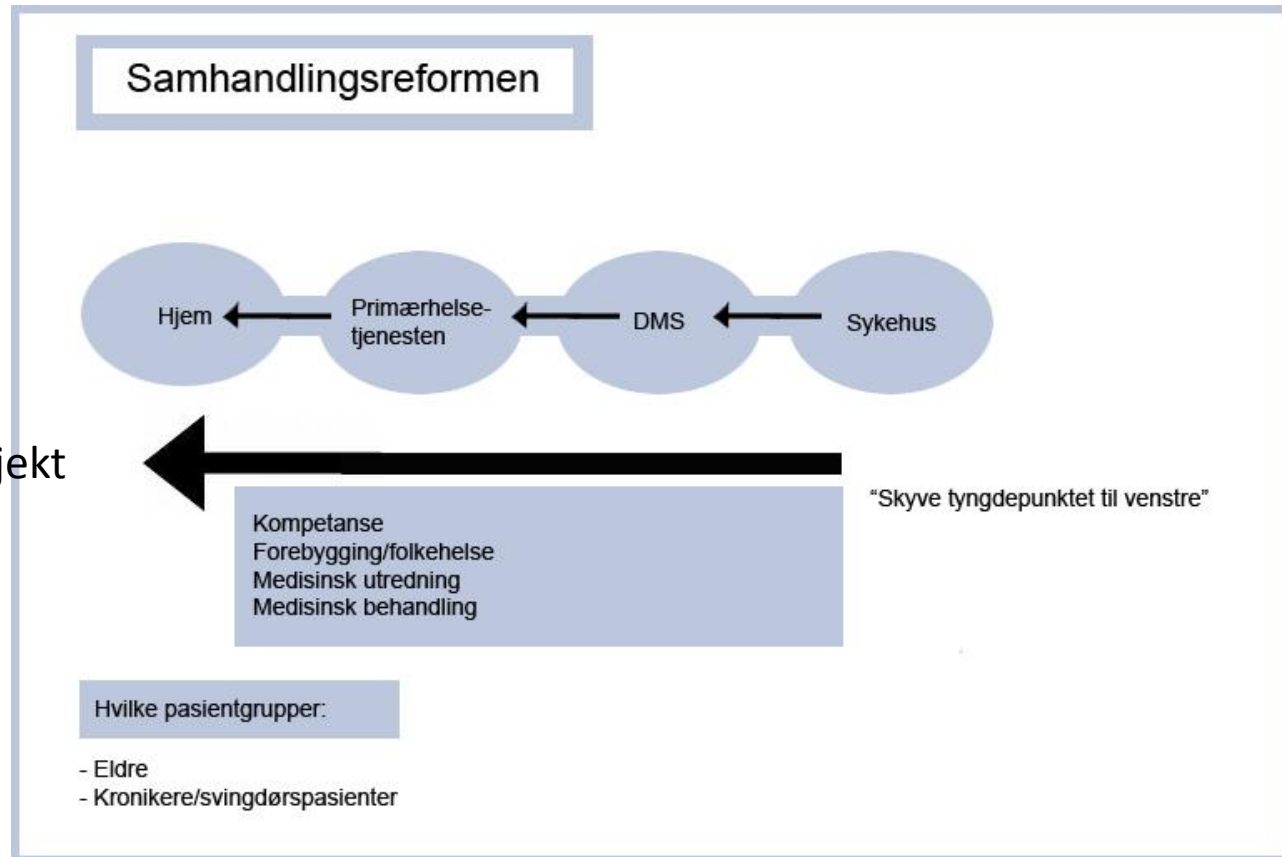 Samhandlingsreformen
Hjem
Primærhelse-
tjenesten
DMS
Sykehus
jekt
“Skyve tyngdepunktet til venstre”
Kompetanse
Forebygging/folkehelse
Medisinsk utredning
Medisinsk behandling
Hvilke pasientgrupper:
- Eldre
- Kronikere/svingdørspasienter